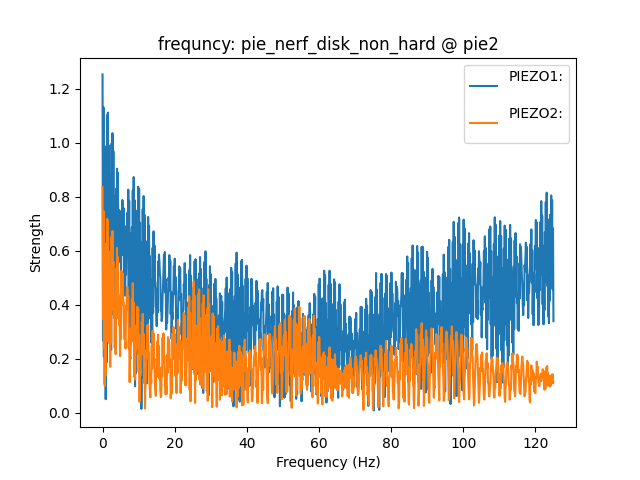 frequncy: pie_nerf_disk_non_hard @ pie2
PIEZO1:
PIEZO2:
Strength
1.2
1.0
0.8
0.6
0.4
0.2
0.0
0 20 40 60 80 100 120
Frequency (Hz)